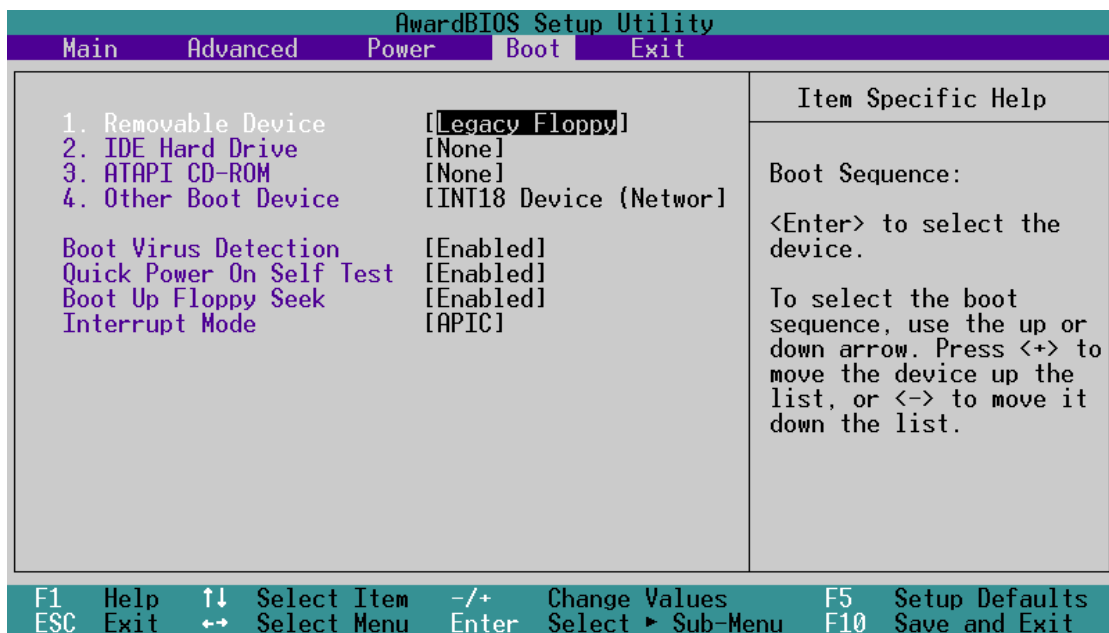 AwardBIOS Setup Utility
Main Advanced Power Boot Exit
1. Removable Device [Legacy Floppy]
2. IDE Hard Drive [None]
3. ATAPI CD-ROM [None]
4. Other Boot Device [INT18 Device (Networ]
Boot Virus Detection [Enabled]
Quick Power On Self Test [Enabled]
Boot Up Floppy Seek [Enabled]
Interrupt Mode [APIC]
Item Specific Help
Boot Sequence:
<Enter> to select the
device.
To select the boot
sequence, use the up or
down arrow. Press <+> to
move the device up the
list, or <-> to move it
down the list.
F1 Help ↑↓ Select Item -/+ Change Values F5 Setup Defaults
ESC Exit ←→ Select Menu Enter Select ► Sub-Menu F10 Save and Exit